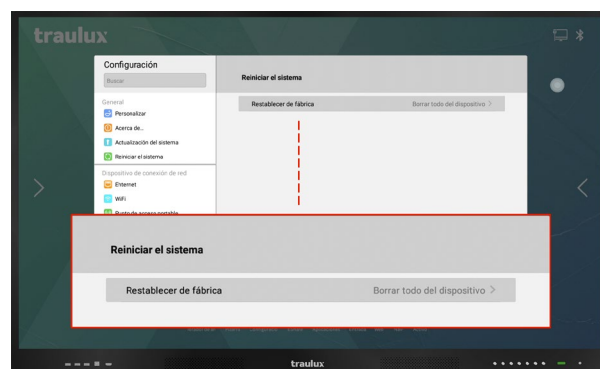 traulux
Configuración
Buscar
Reiniciar el sistema
General
Restablecer de fábrica
Borrar todo del dispositivo >
Personalizar
Acerca de..
Actualización del sistema
Reiniciar el sistema
Dispositivo de conexión de red
Ethernet
WiFi
Punto de acceso portable
Reiniciar el sistema
Restablecer de fábrica
Borrar todo del dispositivo >
traulux